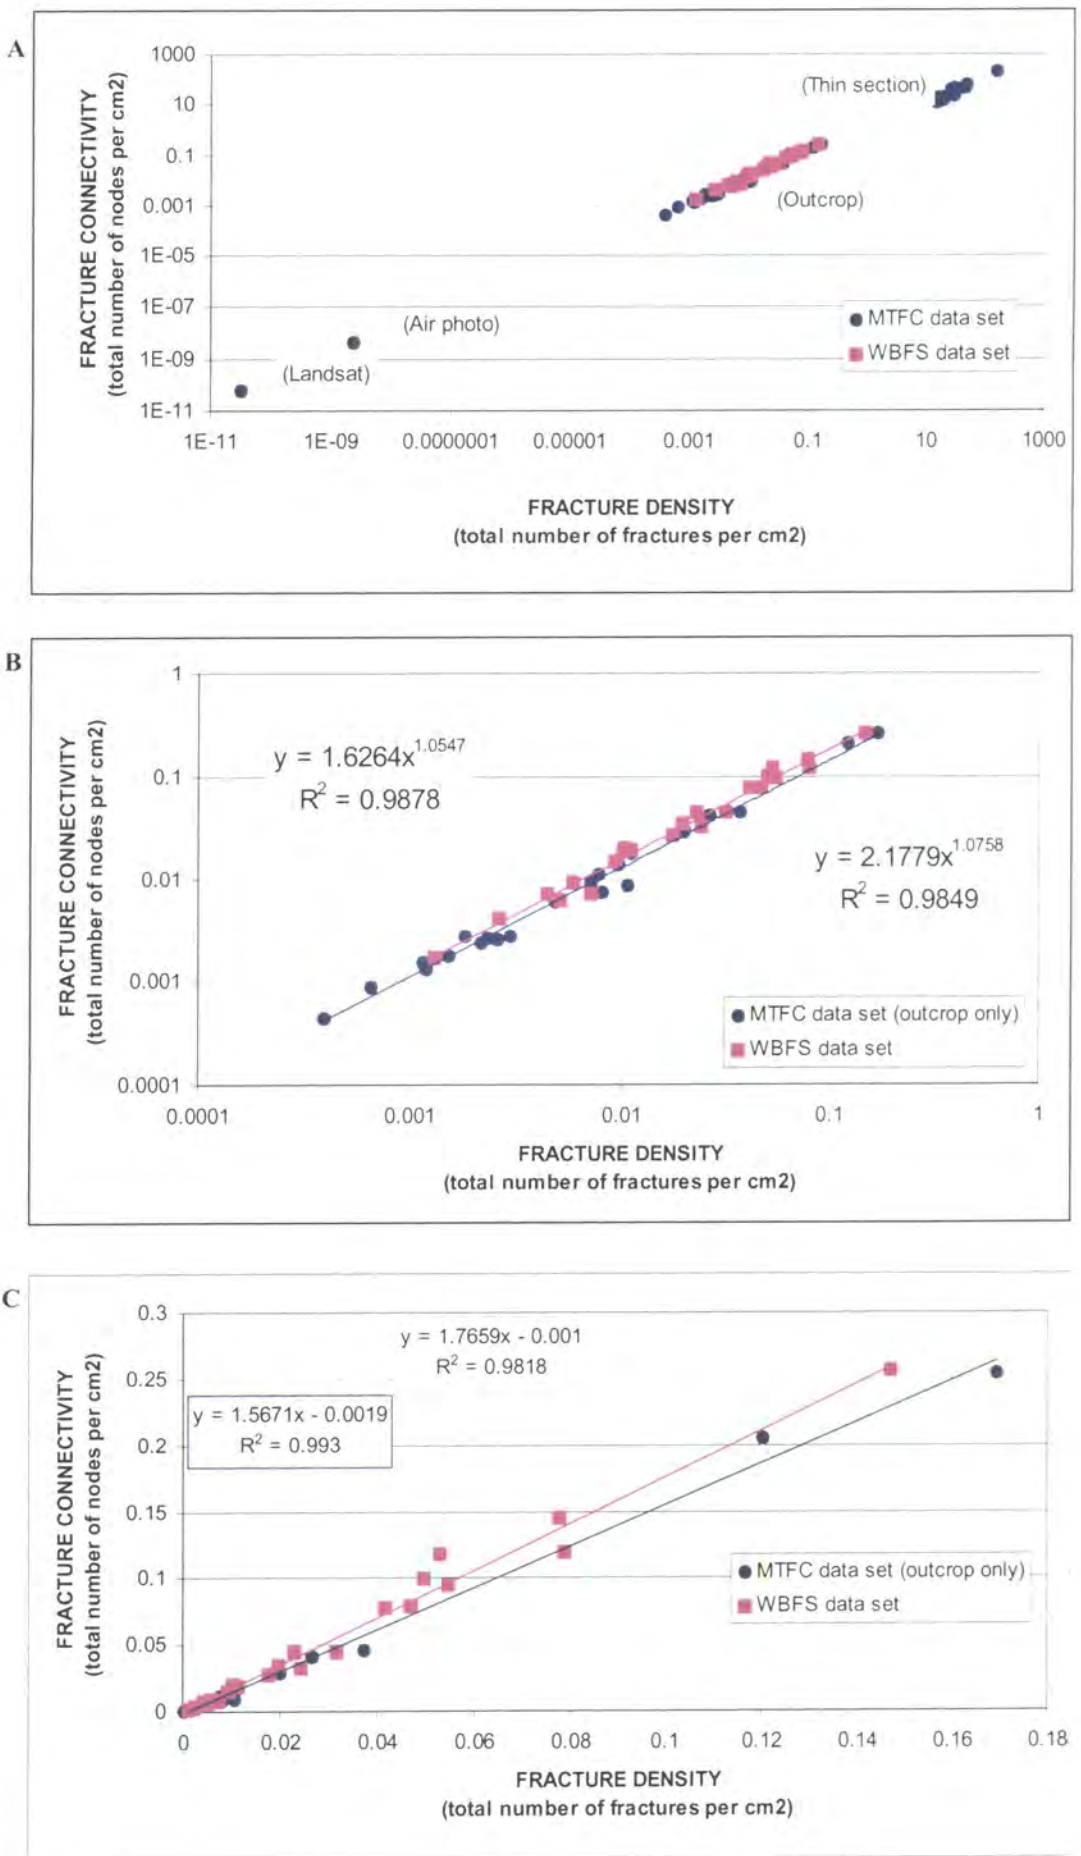 A
1000
10
0.1
0.001
1E-05
1E-07
1E-09
1E-11
FRACTURE CONNECTIVITY
(total number of nodes per cm2)
(Thin section)
(Outcrop)
(Air photo)
(Landsat)
MTFC data set
WBFS data set
1E-11 1E-09 0.0000001 0.00001 0.001 0.1 10 1000
FRACTURE DENSITY
(total number of fractures per cm2)
B
1
0.1
0.01
0.001
0.0001
FRACTURE CONNECTIVITY
(total number of nodes per cm2)
y = 1.6264x^1.0547
R² = 0.9878
y = 2.1779x^1.0758
R² = 0.9849
MTFC data set (outcrop only)
WBFS data set
0.0001 0.001 0.01 0.1 1
FRACTURE DENSITY
(total number of fractures per cm2)
C
0.3
0.25
0.2
0.15
0.1
0.05
0
FRACTURE CONNECTIVITY
(total number of nodes per cm2)
y = 1.7659x - 0.001
R² = 0.9818
y = 1.5671x - 0.0019
R² = 0.993
MTFC data set (outcrop only)
WBFS data set
0 0.02 0.04 0.06 0.08 0.1 0.12 0.14 0.16 0.18
FRACTURE DENSITY
(total number of fractures per cm2)